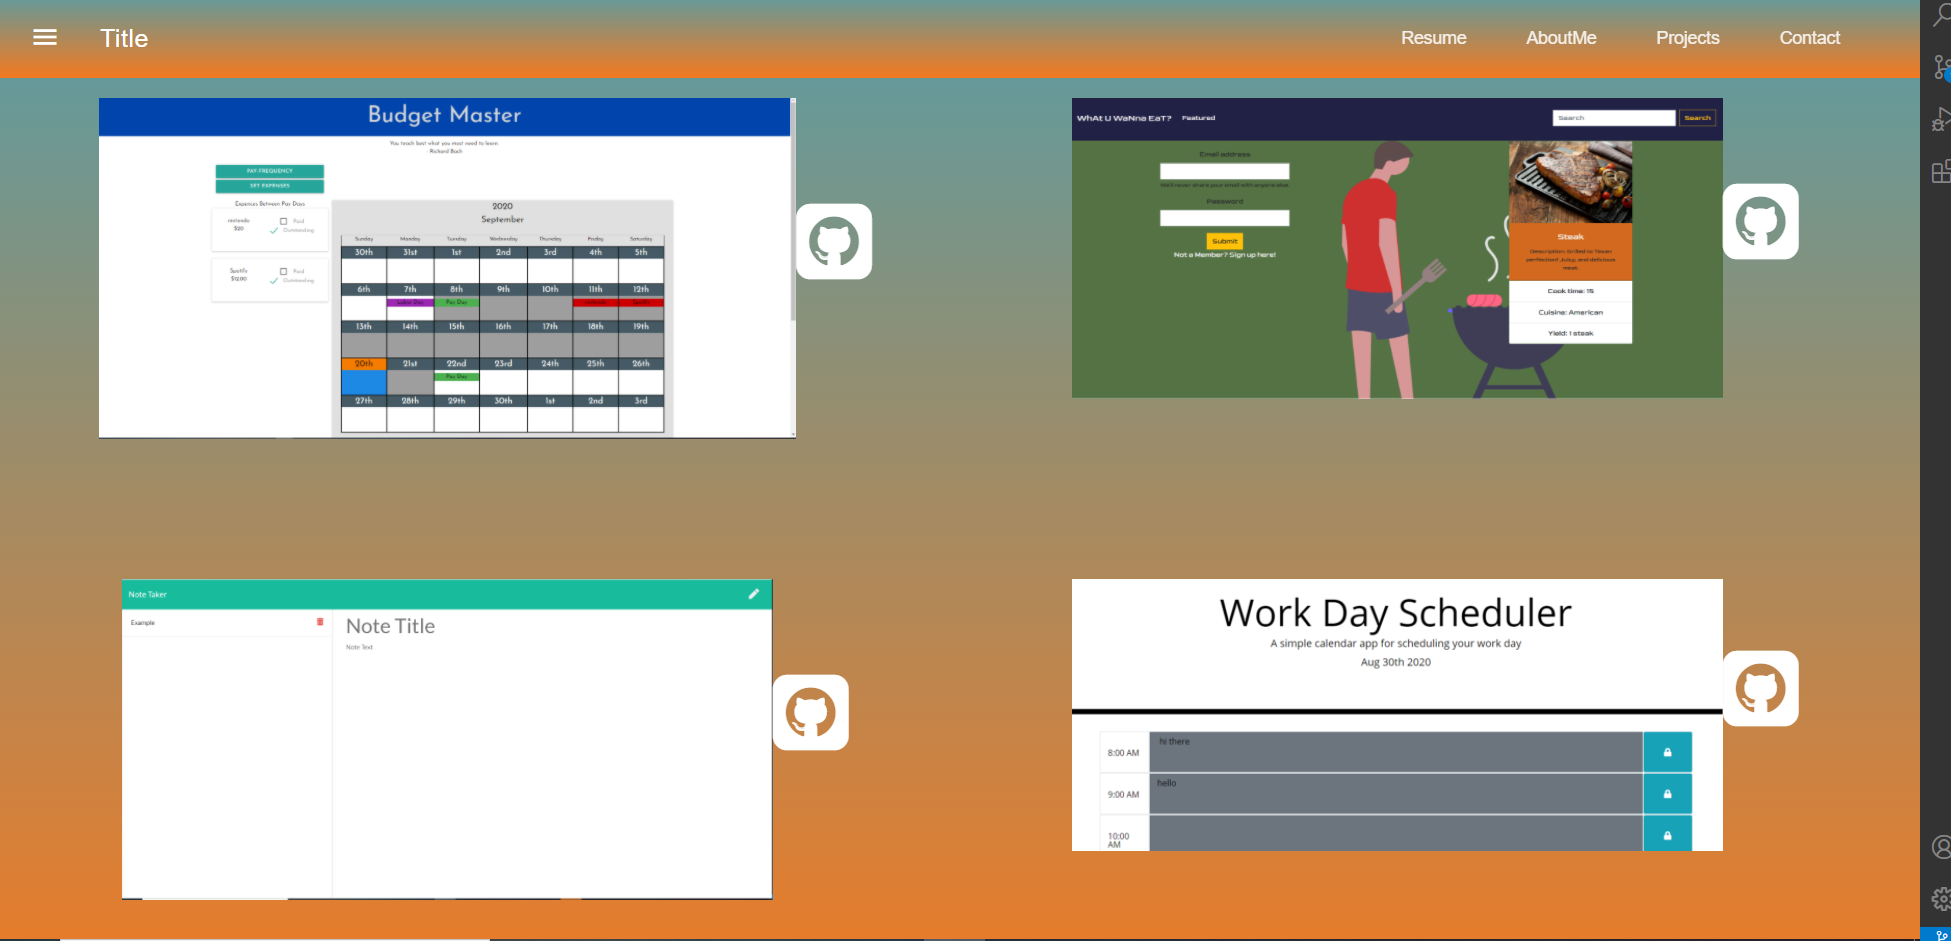 Title
Resume AboutMe Projects Contact
Budget Master
You teach best what you most need to learn.
- Richard Bach
PAY-FREQUENCY
SET EXPENSES
Expences Between Pay Days
nintendo Paid
$20 Outstanding
Spotify Paid
$12.00 Outstanding
2020
September
Sunday Monday Tuesday Wednesday Thursday Friday Saturday
30th 31st 1st 2nd 3rd 4th 5th
6th 7th 8th 9th 10th 11th 12th
Labor Day Pay Day nintendo Spotify
13th 14th 15th 16th 17th 18th 19th
20th 21st 22nd 23rd 24th 25th 26th
Pay Day
27th 28th 29th 30th 1st 2nd 3rd
WhAt U WaNna EaT? Featured Search Search
Email address
We'll never share your email with anyone else.
Password
Submit
Not a Member? Sign up here!
Steak
Description: Grilled to Texan
perfection! Juicy, and delicious
meat.
Cook time: 15
Cuisine: American
Yield: 1 steak
Note Taker
Example
Note Title
Note Text
Work Day Scheduler
A simple calendar app for scheduling your work day
Aug 30th 2020
8:00 AM hi there
9:00 AM hello
10:00
AM